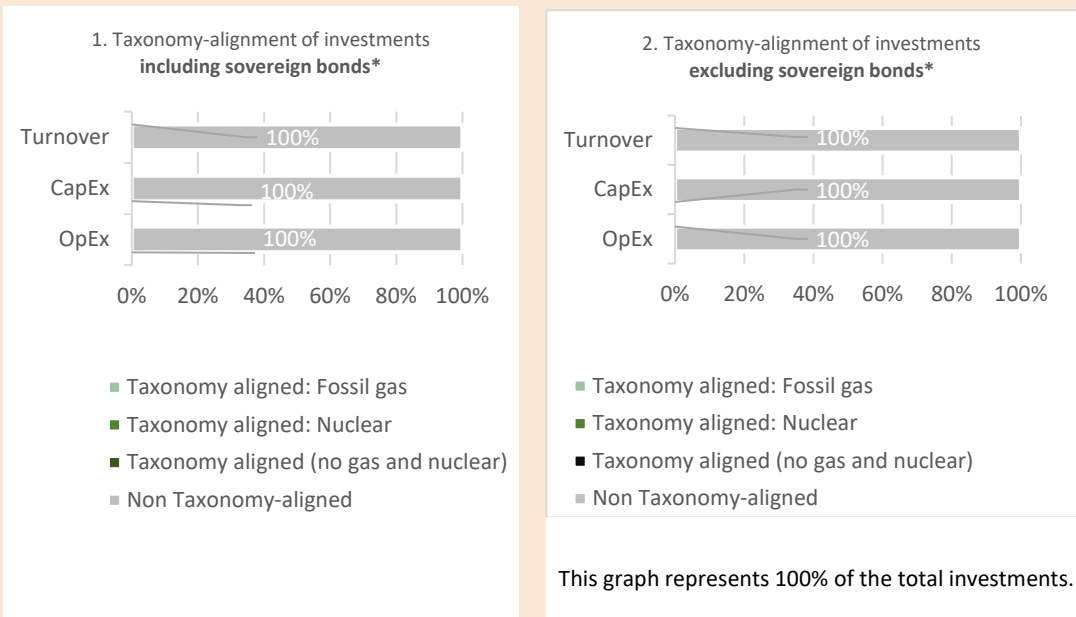 1. Taxonomy-alignment of investments
including sovereign bonds*
Turnover
100%
CapEx
100%
OpEx
100%
0% 20% 40% 60% 80% 100%
Taxonomy aligned: Fossil gas
Taxonomy aligned: Nuclear
Taxonomy aligned (no gas and nuclear)
Non Taxonomy-aligned
2. Taxonomy-alignment of investments
excluding sovereign bonds*
Turnover
100%
CapEx
100%
OpEx
100%
0% 20% 40% 60% 80% 100%
Taxonomy aligned: Fossil gas
Taxonomy aligned: Nuclear
Taxonomy aligned (no gas and nuclear)
Non Taxonomy-aligned
This graph represents 100% of the total investments.